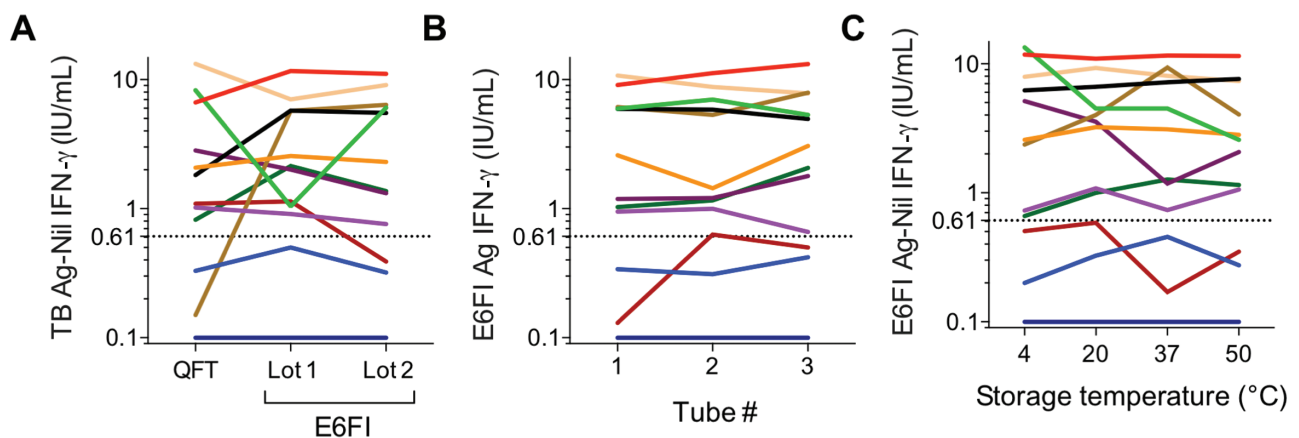 A
TB Ag-Nil IFN-γ (IU/mL)
10
1
0.61
0.1
QFT
Lot 1
Lot 2
E6FI
B
E6FI Ag IFN-γ (IU/mL)
10
1
0.61
0.1
1
2
3
Tube #
C
E6FI Ag-Nil IFN-γ (IU/mL)
10
1
0.61
0.1
4
20
37
50
Storage temperature (°C)